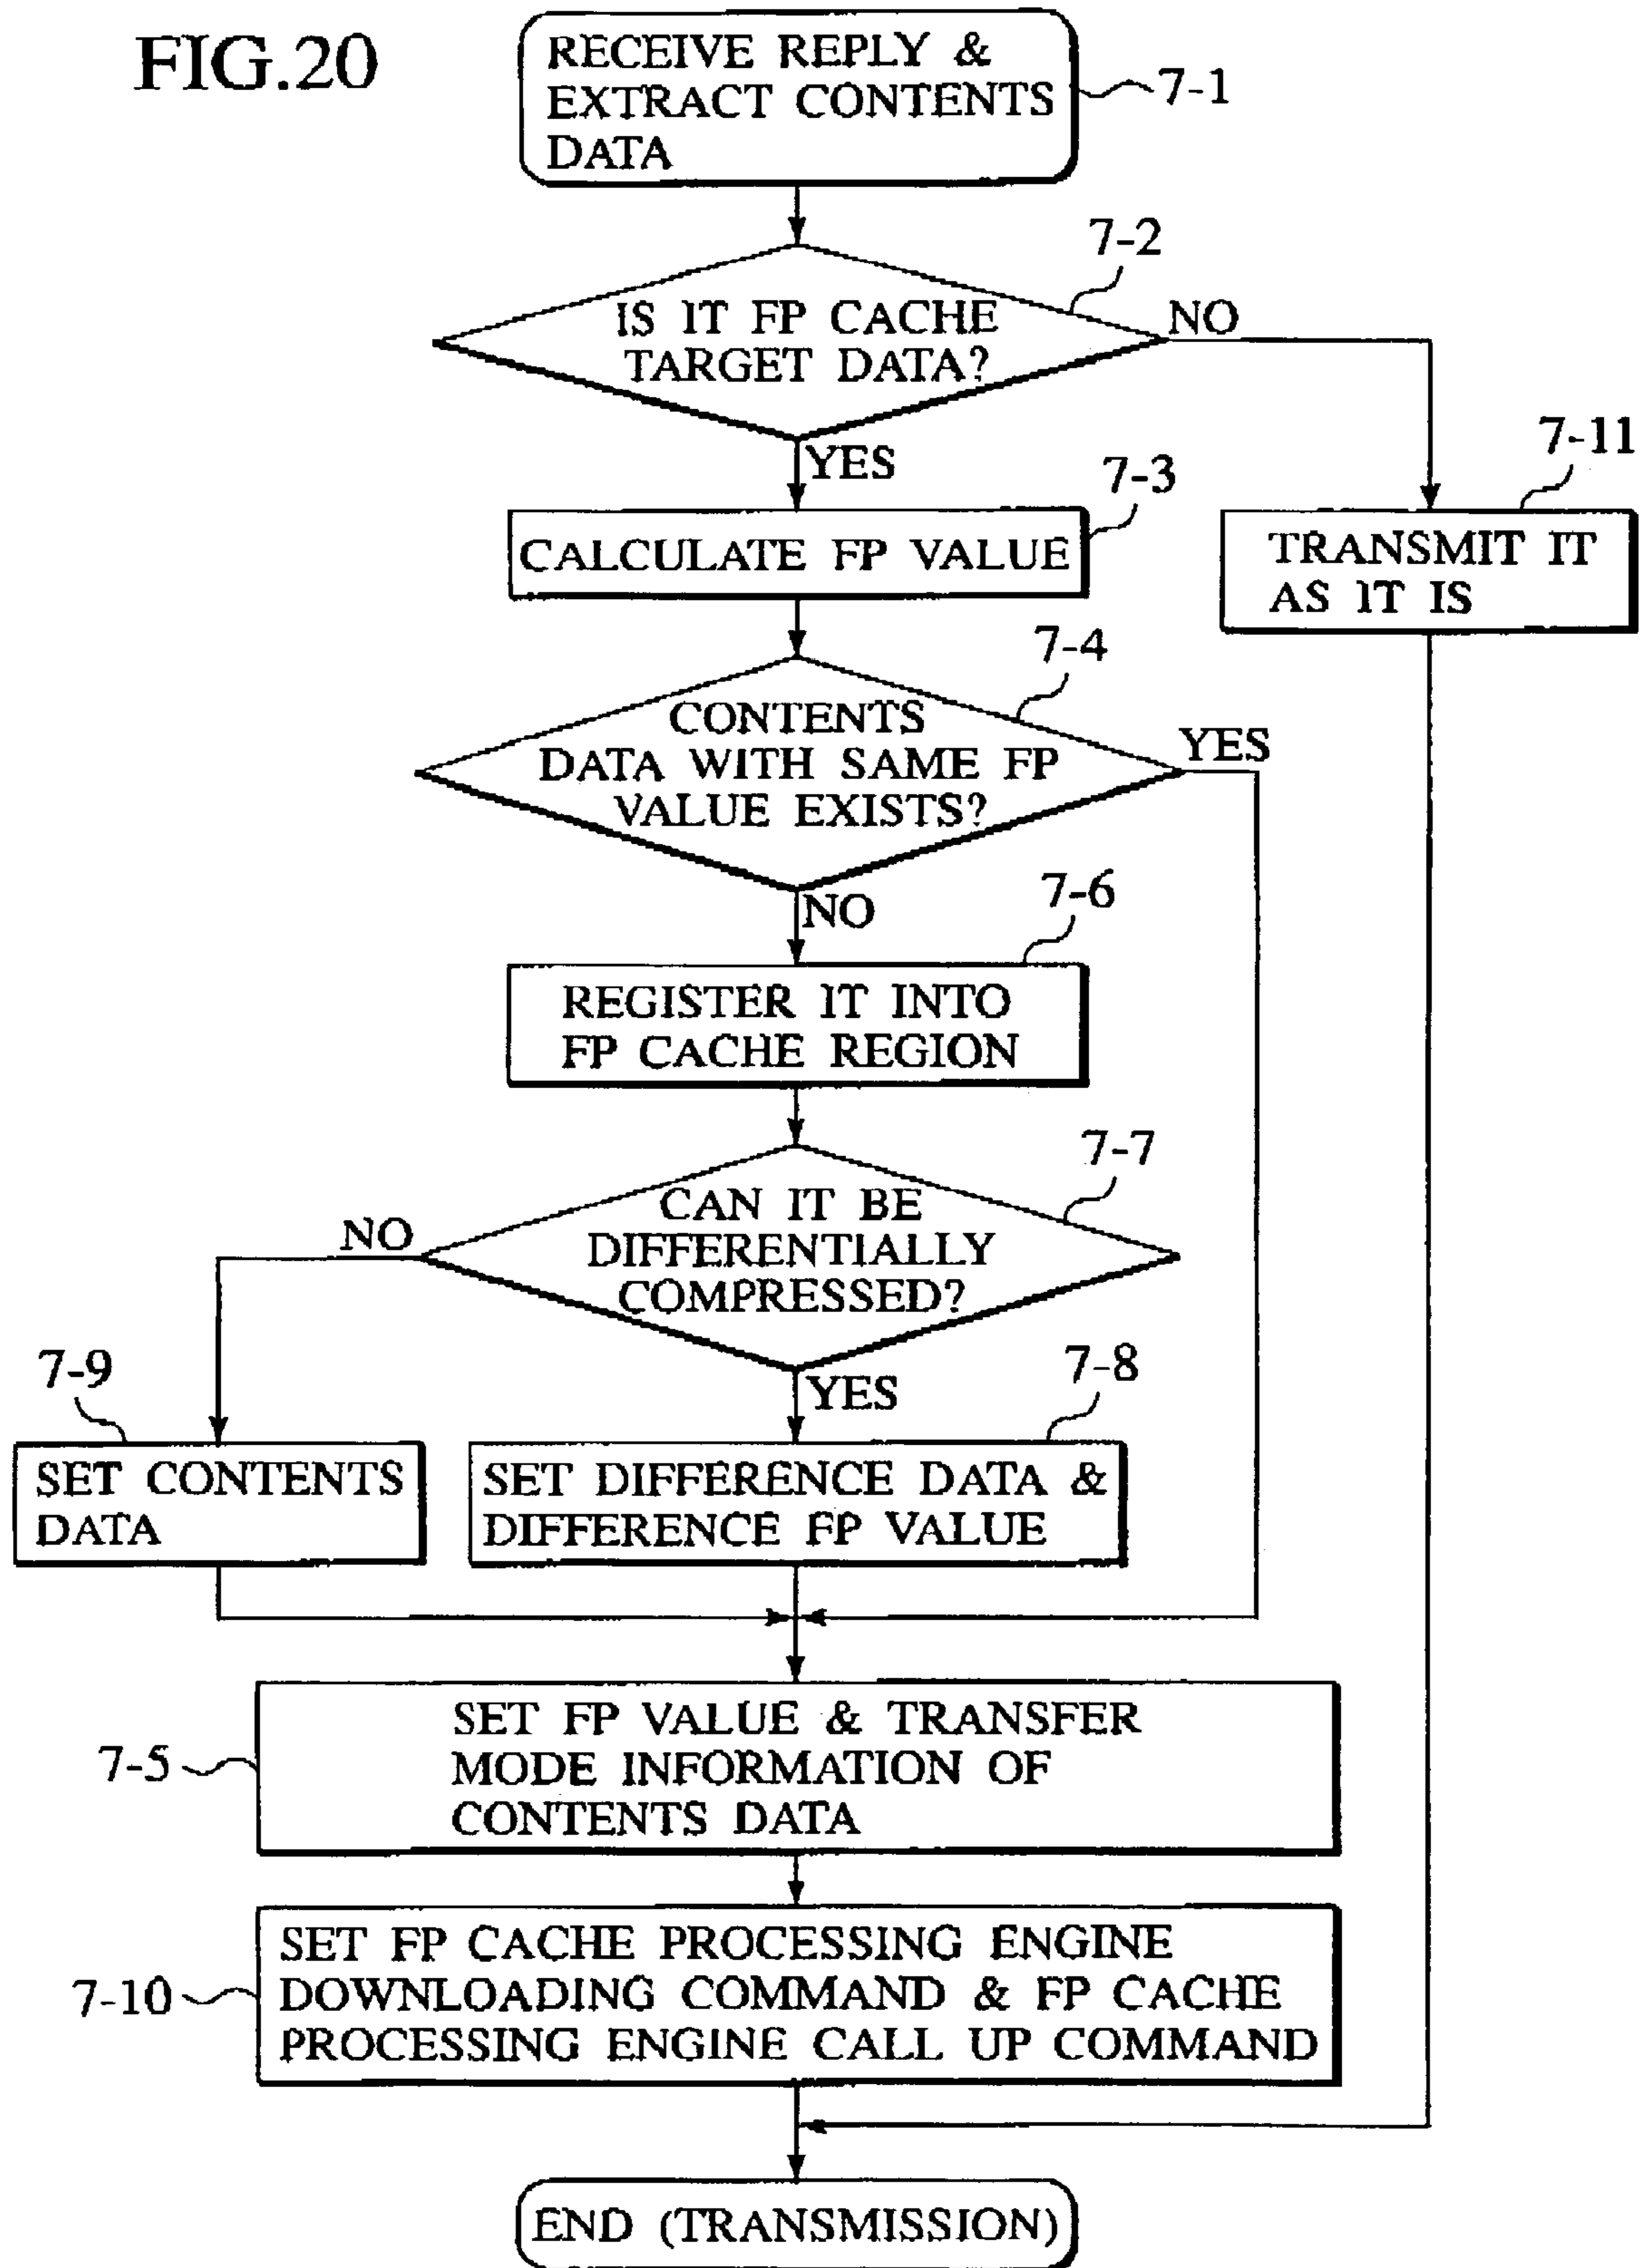 FIG.20
RECEIVE REPLY &
EXTRACT CONTENTS
DATA
7-1
7-2
IS IT FP CACHE
TARGET DATA?
NO
YES
7-3
CALCULATE FP VALUE
7-11
TRANSMIT IT
AS IT IS
7-4
CONTENTS
DATA WITH SAME FP
VALUE EXISTS?
YES
NO
7-6
REGISTER IT INTO
FP CACHE REGION
7-7
CAN IT BE
DIFFERENTIALLY
COMPRESSED?
NO
YES
7-9
SET CONTENTS
DATA
7-8
SET DIFFERENCE DATA &
DIFFERENCE FP VALUE
7-5
SET FP VALUE & TRANSFER
MODE INFORMATION OF
CONTENTS DATA
7-10
SET FP CACHE PROCESSING ENGINE
DOWNLOADING COMMAND & FP CACHE
PROCESSING ENGINE CALL UP COMMAND
END (TRANSMISSION)